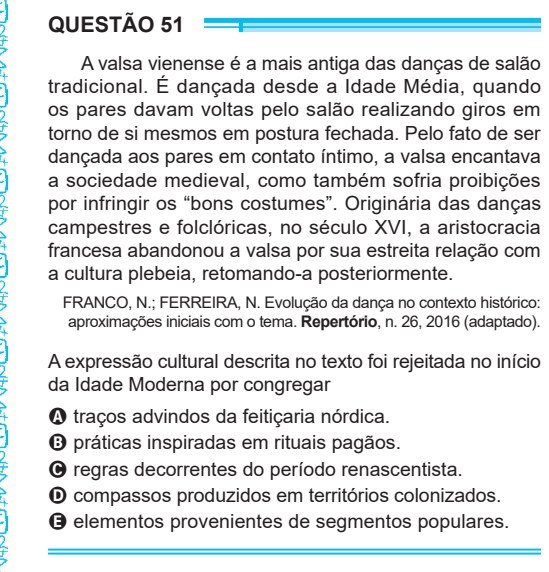 QUESTÃO 51
A valsa vienense é a mais antiga das danças de salão
tradicional. É dançada desde a Idade Média, quando
os pares davam voltas pelo salão realizando giros em
torno de si mesmos em postura fechada. Pelo fato de ser
dançada aos pares em contato íntimo, a valsa encantava
a sociedade medieval, como também sofria proibições
por infringir os “bons costumes”. Originária das danças
campestres e folclóricas, no século XVI, a aristocracia
francesa abandonou a valsa por sua estreita relação com
a cultura plebeia, retomando-a posteriormente.
FRANCO, N.; FERREIRA, N. Evolução da dança no contexto histórico:
aproximações iniciais com o tema. Repertório, n. 26, 2016 (adaptado).
A expressão cultural descrita no texto foi rejeitada no início
da Idade Moderna por congregar
A traços advindos da feitiçaria nórdica.
B práticas inspiradas em rituais pagãos.
C regras decorrentes do período renascentista.
D compassos produzidos em territórios colonizados.
E elementos provenientes de segmentos populares.